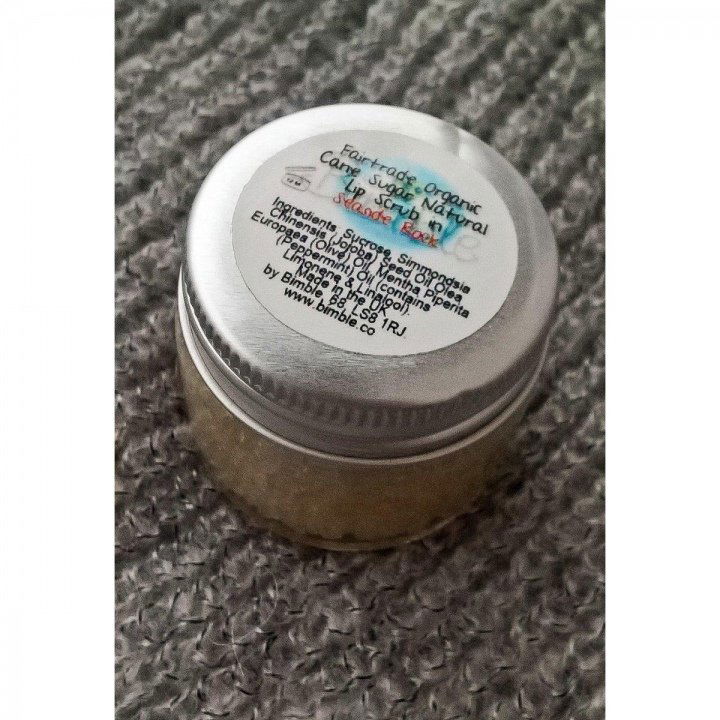 Fairtrade Organic
Cane Sugar Natural
Lip Scrub in
Seaside Rock
Ingredients Sucrose, Simmondsia
Chinensis (Jojoba) Seed Oil Olea
Europaea (Olive) Oil, Mentha Piperita
(Peppermint) Oil (contains
Limonene & Linalool).
Made in the UK
by Bimble, B8, LS8 1RJ.
www.bimble.co